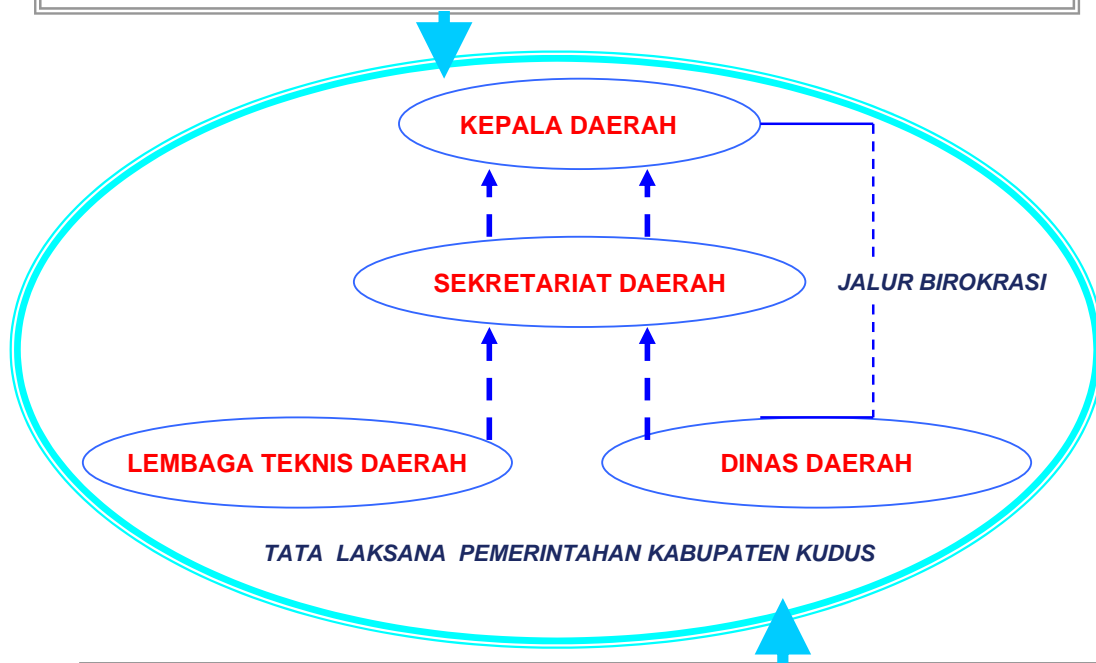 KEPALA DAERAH
SEKRETARIAT DAERAH
JALUR BIROKRASI
LEMBAGA TEKNIS DAERAH
DINAS DAERAH
TATA LAKSANA PEMERINTAHAN KABUPATEN KUDUS